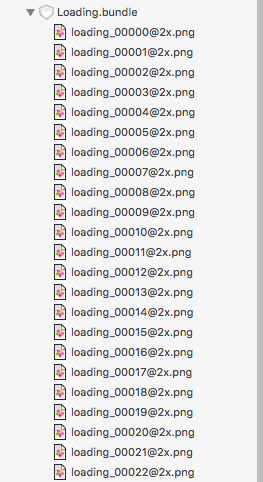 Loading.bundle
loading_00000@2x.png
loading_00001@2x.png
loading_00002@2x.png
loading_00003@2x.png
loading_00004@2x.png
loading_00005@2x.png
loading_00006@2x.png
loading_00007@2x.png
loading_00008@2x.png
loading_00009@2x.png
loading_00010@2x.png
loading_00011@2x.png
loading_00012@2x.png
loading_00013@2x.png
loading_00014@2x.png
loading_00015@2x.png
loading_00016@2x.png
loading_00017@2x.png
loading_00018@2x.png
loading_00019@2x.png
loading_00020@2x.png
loading_00021@2x.png
loading_00022@2x.png